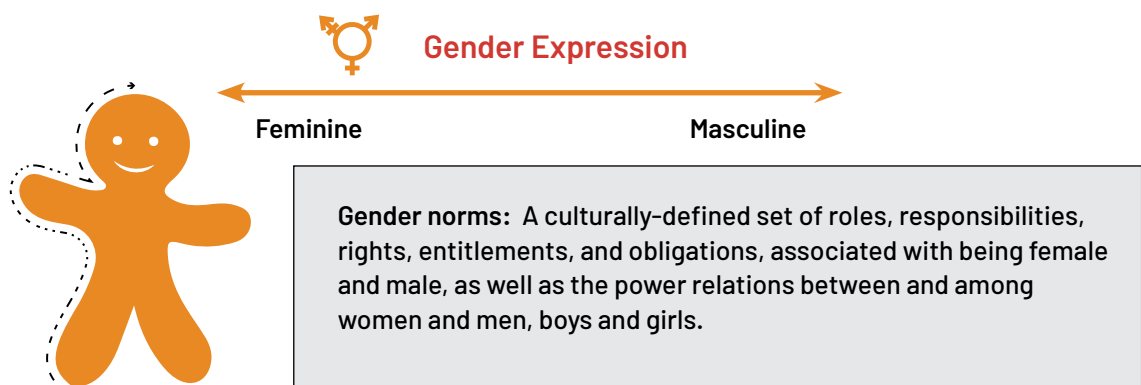 Gender Expression
Feminine Masculine
Gender norms: A culturally-defined set of roles, responsibilities,
rights, entitlements, and obligations, associated with being female
and male, as well as the power relations between and among
women and men, boys and girls.